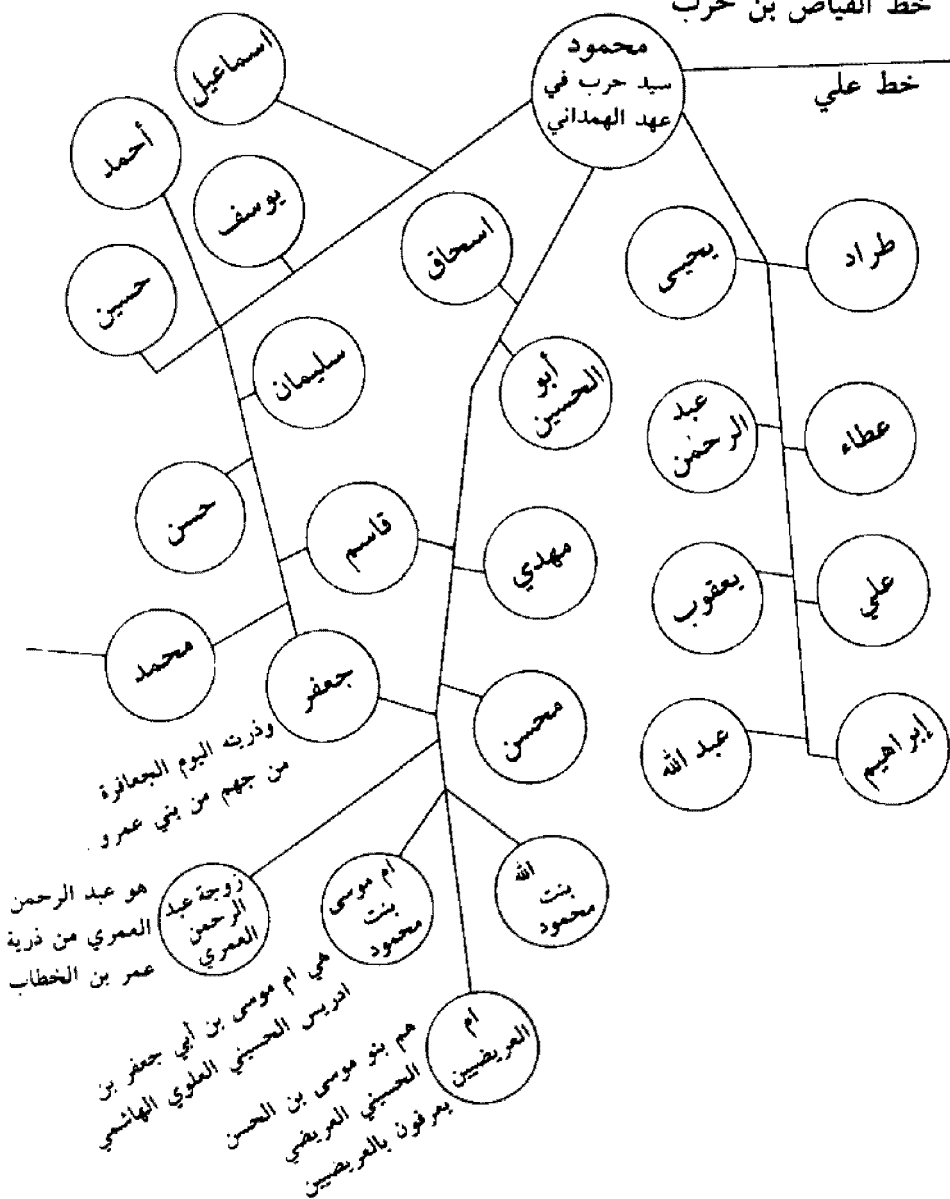 خط الفياض بن حرب
محمود
سيد حرب في
عهد الهمداني
خط علي
اسماعيل
أحمد
يوسف
حسين
اسحاق
يحيى
طراد
سليمان
أبو
الحسين
عبد
الرحمن
عطاء
حسن
قاسم
مهدي
يعقوب
علي
محمد
جعفر
محسن
عبد الله
إبراهيم
وذريته اليوم الجعافرة
من جهم من بني عمرو
زوجة عبد
الرحمن
العمري
هو عبد الرحمن
العمري من ذرية
عمر بن الخطاب
ام موسى
بنت
محمود
الله
بنت
محمود
هي ام موسى بن أبي جعفر بن
ادريس الحسيني العلوي الهاشمي
ام
العريضيين
هم بنو موسى بن الحسن
الحسيني العريضي
يعرفون بالعريضيين